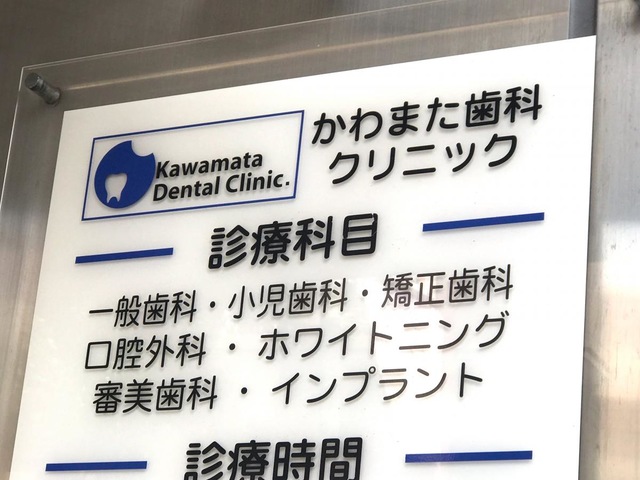 Kawamata
Dental Clinic.
かわまた歯科
クリニック
診療科目
一般歯科・小児歯科・矯正歯科
口腔外科・ホワイトニング
審美歯科・インプラント
診療時間